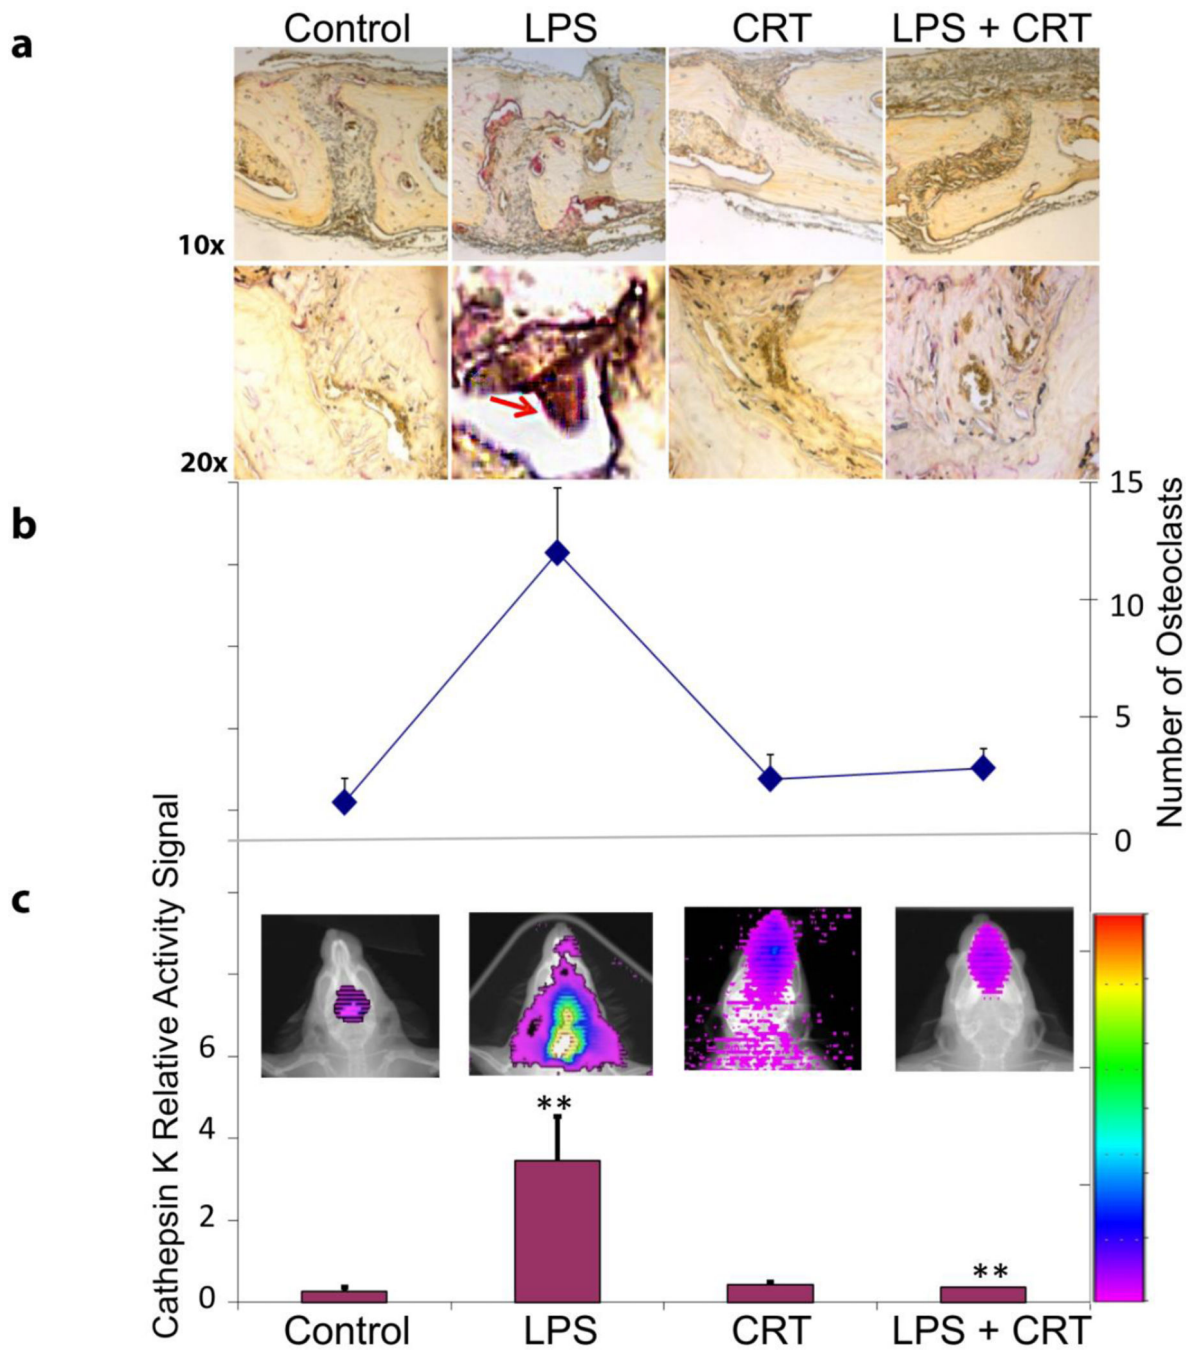 a
Control LPS CRT LPS + CRT
10x
20x
b
15
10
5
0
Number of Osteoclasts
c
Cathepsin K Relative Activity Signal
6
4
2
0
**
**
Control LPS CRT LPS + CRT